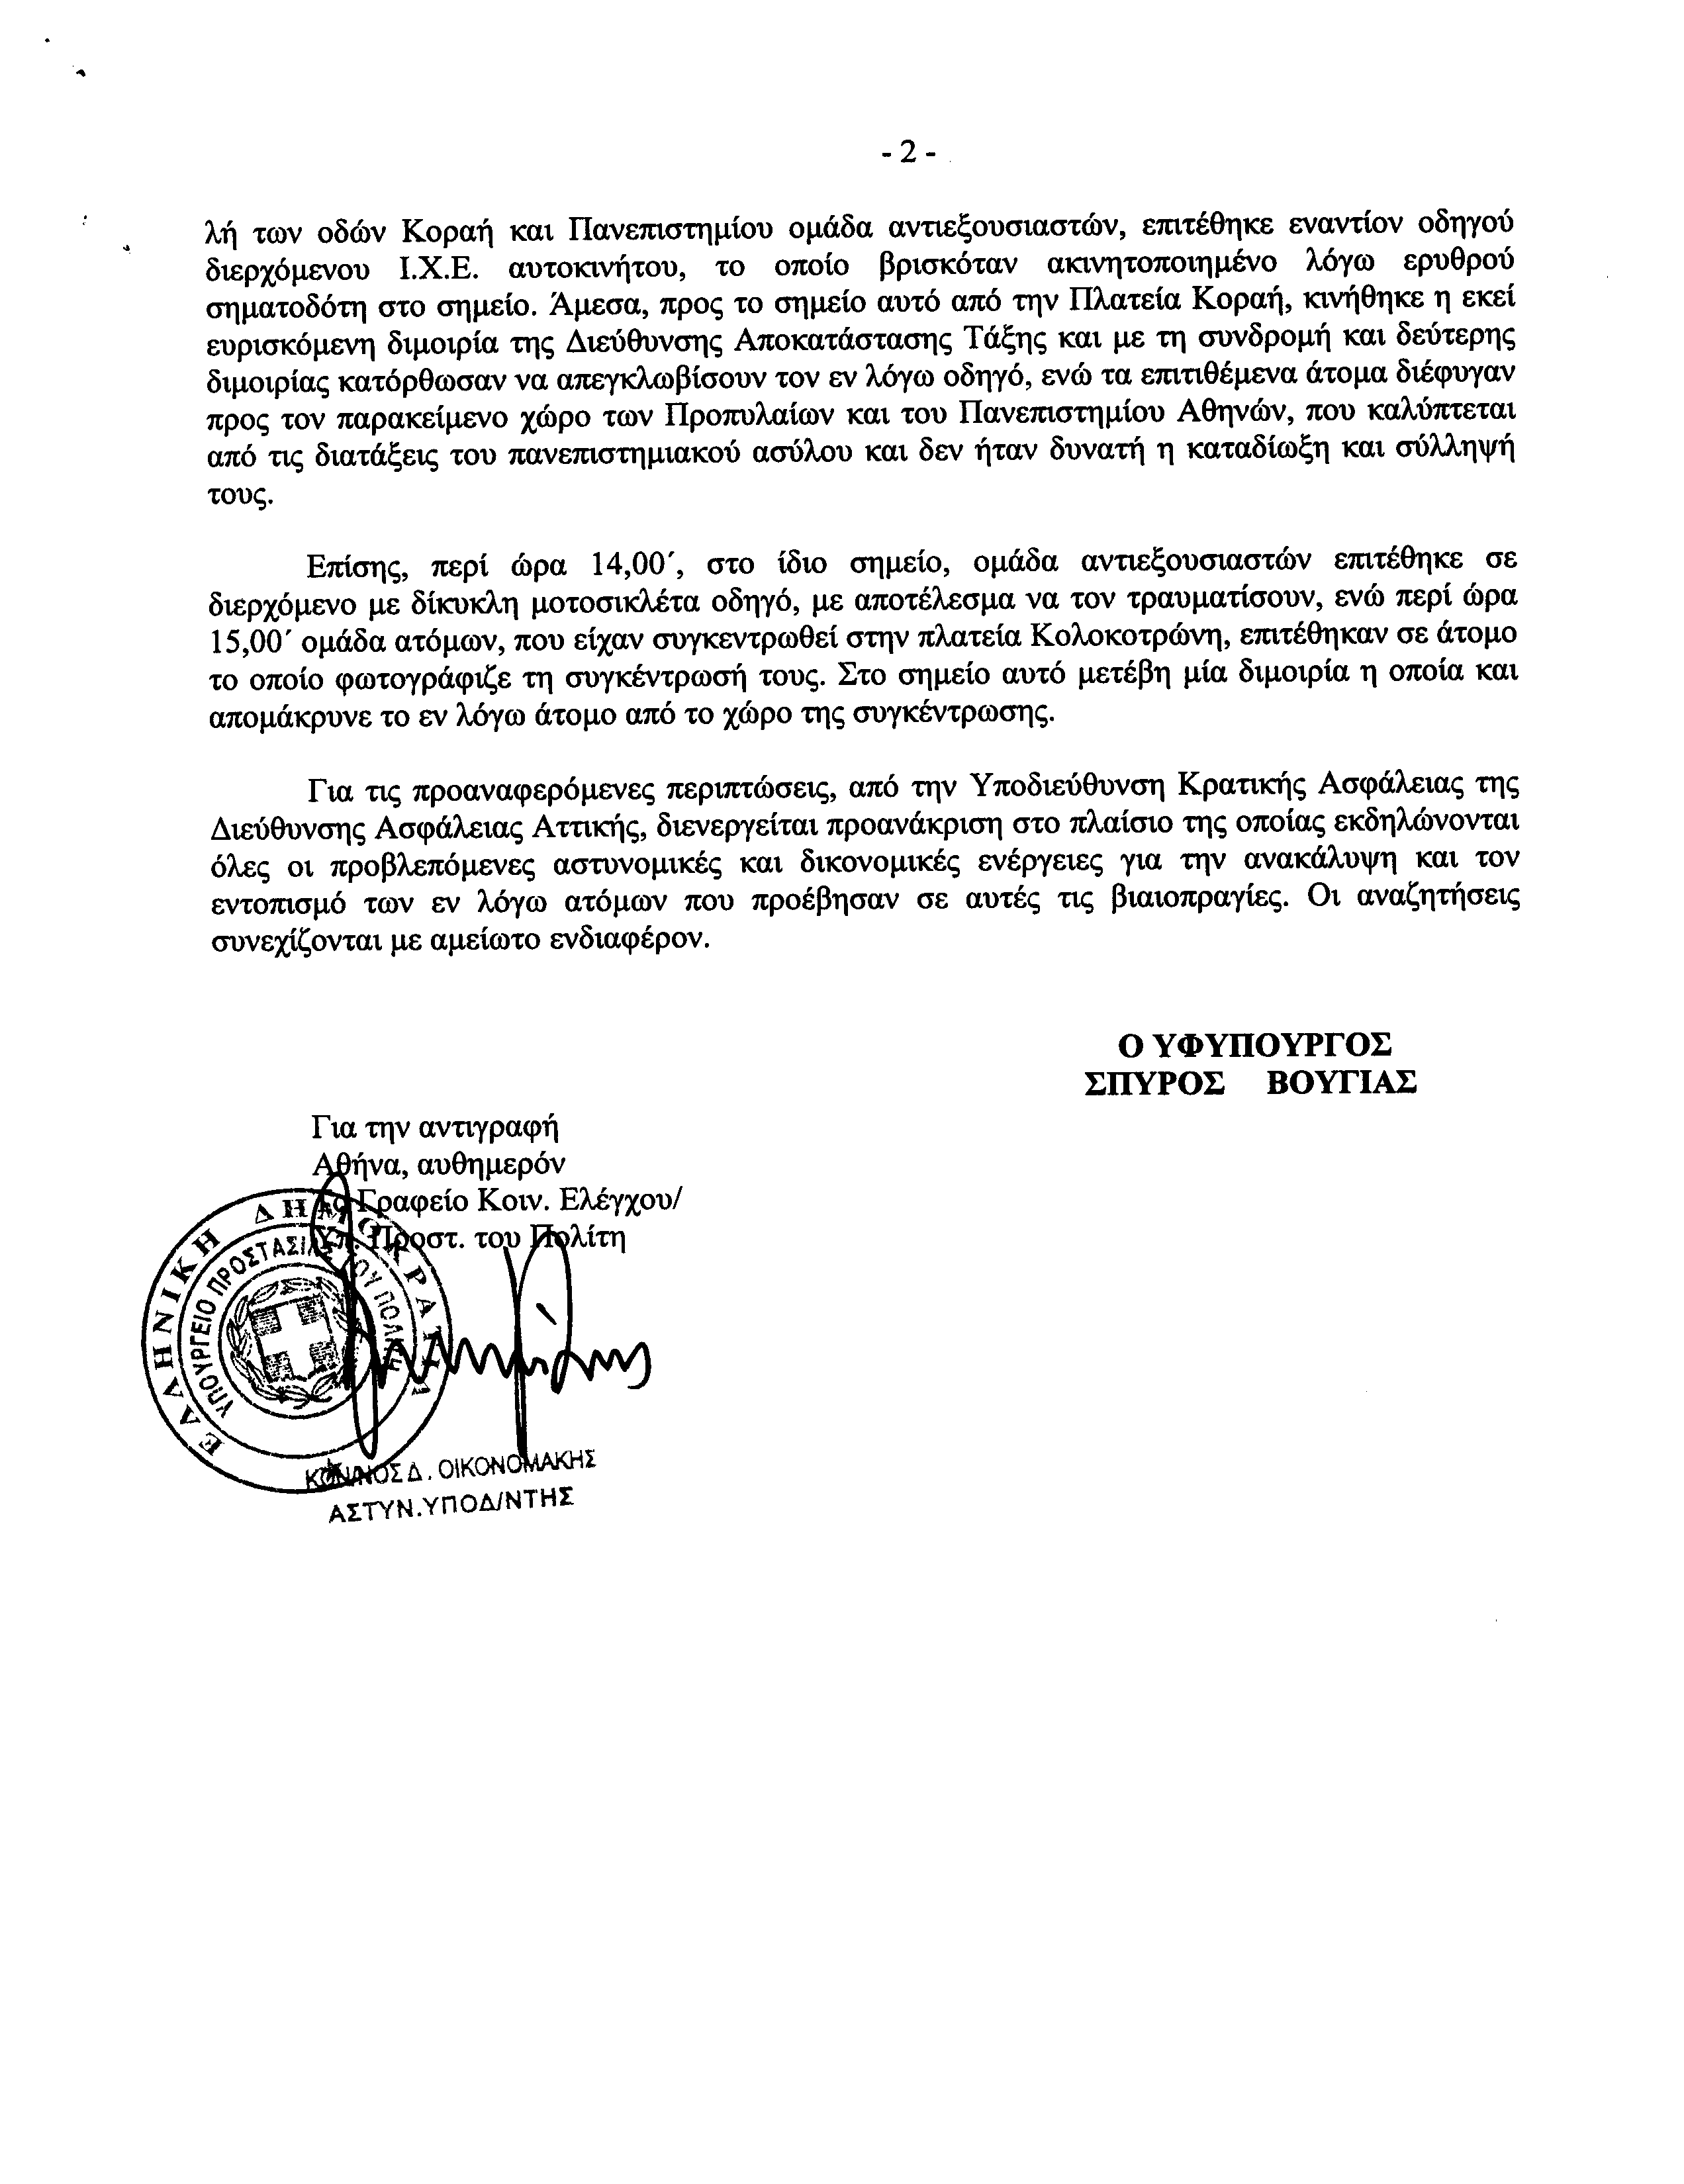 - 2 -
λή των οδών Κοραή και Πανεπιστημίου ομάδα αντιεξουσιαστών, επιτέθηκε εναντίον οδηγού
διερχόμενου Ι.Χ.Ε. αυτοκινήτου, το οποίο βρισκόταν ακινητοποιημένο λόγω ερυθρού
σηματοδότη στο σημείο. Άμεσα, προς το σημείο αυτό από την Πλατεία Κοραή, κινήθηκε η εκεί
ευρισκόμενη διμοιρία της Διεύθυνσης Αποκατάστασης Τάξης και με τη συνδρομή και δεύτερης
διμοιρίας κατόρθωσαν να απεγκλωβίσουν τον εν λόγω οδηγό, ενώ τα επιτιθέμενα άτομα διέφυγαν
προς τον παρακείμενο χώρο των Προπυλαίων και του Πανεπιστημίου Αθηνών, που καλύπτεται
από τις διατάξεις του πανεπιστημιακού ασύλου και δεν ήταν δυνατή η καταδίωξη και σύλληψή
τους.
Επίσης, περί ώρα 14,00΄, στο ίδιο σημείο, ομάδα αντιεξουσιαστών επιτέθηκε σε
διερχόμενο με δίκυκλη μοτοσικλέτα οδηγό, με αποτέλεσμα να τον τραυματίσουν, ενώ περί ώρα
15,00΄ ομάδα ατόμων, που είχαν συγκεντρωθεί στην πλατεία Κολοκοτρώνη, επιτέθηκαν σε άτομο
το οποίο φωτογράφιζε τη συγκέντρωσή τους. Στο σημείο αυτό μετέβη μία διμοιρία η οποία και
απομάκρυνε το εν λόγω άτομο από το χώρο της συγκέντρωσης.
Για τις προαναφερόμενες περιπτώσεις, από την Υποδιεύθυνση Κρατικής Ασφάλειας της
Διεύθυνσης Ασφάλειας Αττικής, διενεργείται προανάκριση στο πλαίσιο της οποίας εκδηλώνονται
όλες οι προβλεπόμενες αστυνομικές και δικονομικές ενέργειες για την ανακάλυψη και τον
εντοπισμό των εν λόγω ατόμων που προέβησαν σε αυτές τις βιαιοπραγίες. Οι αναζητήσεις
συνεχίζονται με αμείωτο ενδιαφέρον.
Ο ΥΦΥΠΟΥΡΓΟΣ
ΣΠΥΡΟΣ ΒΟΥΓΙΑΣ
Για την αντιγραφή
Αθήνα, αυθημερόν
Το Γραφείο Κοιν. Ελέγχου/
Υπ. Προστ. του Πολίτη
ΕΛΛΗΝΙΚΗ ΔΗΜΟΚΡΑΤΙΑ
ΥΠΟΥΡΓΕΙΟ ΠΡΟΣΤΑΣΙΑΣ ΤΟΥ ΠΟΛΙΤΗ
ΚΩΝ/ΝΟΣ Δ. ΟΙΚΟΝΟΜΑΚΗΣ
ΑΣΤΥΝ.ΥΠΟΔ/ΝΤΗΣ